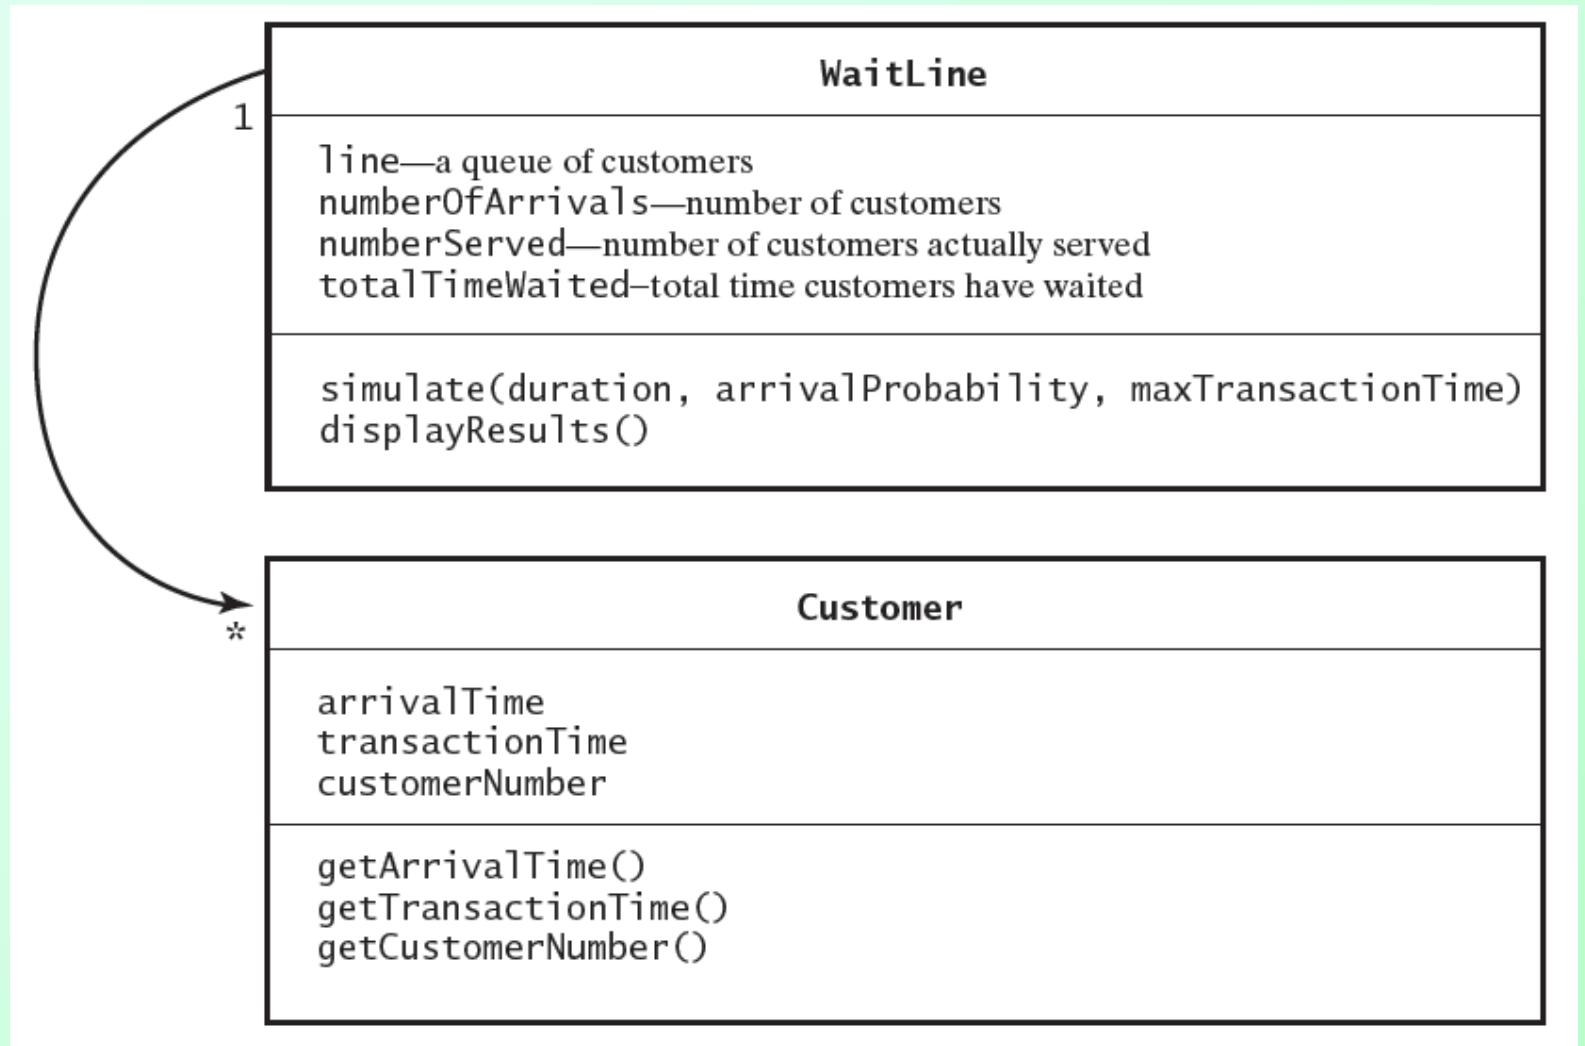 WaitLine
1
line—a queue of customers
numberOfArrivals—number of customers
numberServed—number of customers actually served
totalTimeWaited–total time customers have waited
simulate(duration, arrivalProbability, maxTransactionTime)
displayResults()
*
Customer
arrivalTime
transactionTime
customerNumber
getArrivalTime()
getTransactionTime()
getCustomerNumber()